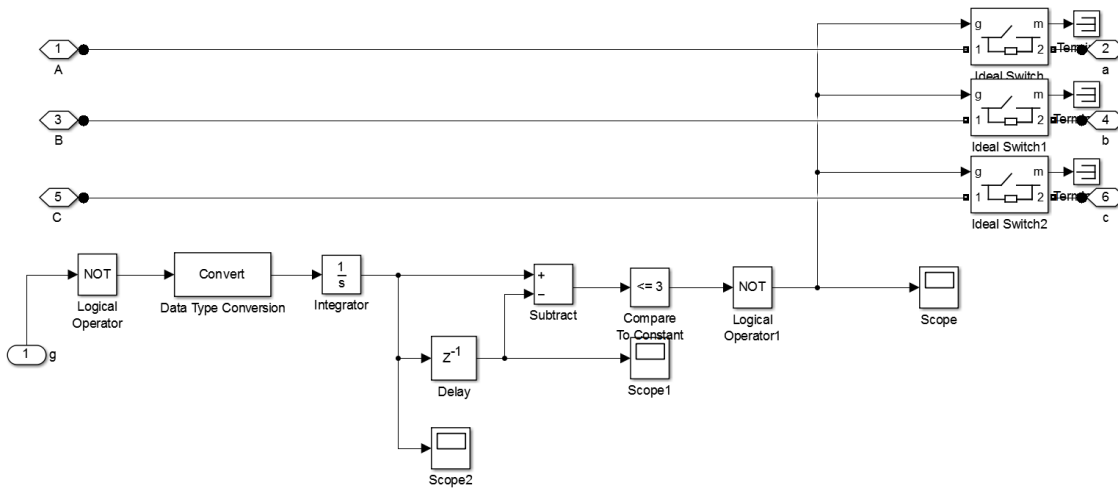 g m
1 2
Ideal Switch
1
A
2
a
g m
1 2
Ideal Switch1
3
B
4
b
g m
1 2
Ideal Switch2
5
C
6
c
NOT
Logical
Operator
Convert
Data Type Conversion
1
s
Integrator
+
−
Subtract
<= 3
Compare
To Constant
NOT
Logical
Operator1
Scope
1 g
z-1
Delay
Scope1
Scope2